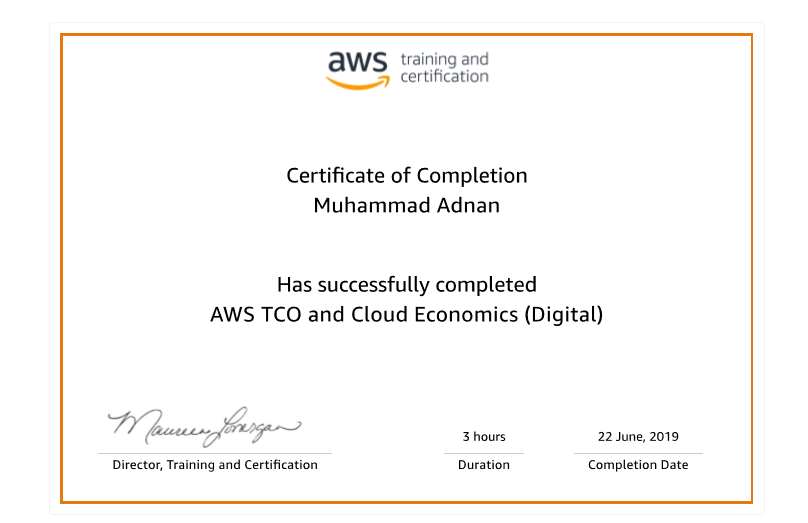 aws training and
certification
Certificate of Completion
Muhammad Adnan
Has successfully completed
AWS TCO and Cloud Economics (Digital)
Maureen Lonergan
Director, Training and Certification
3 hours
Duration
22 June, 2019
Completion Date